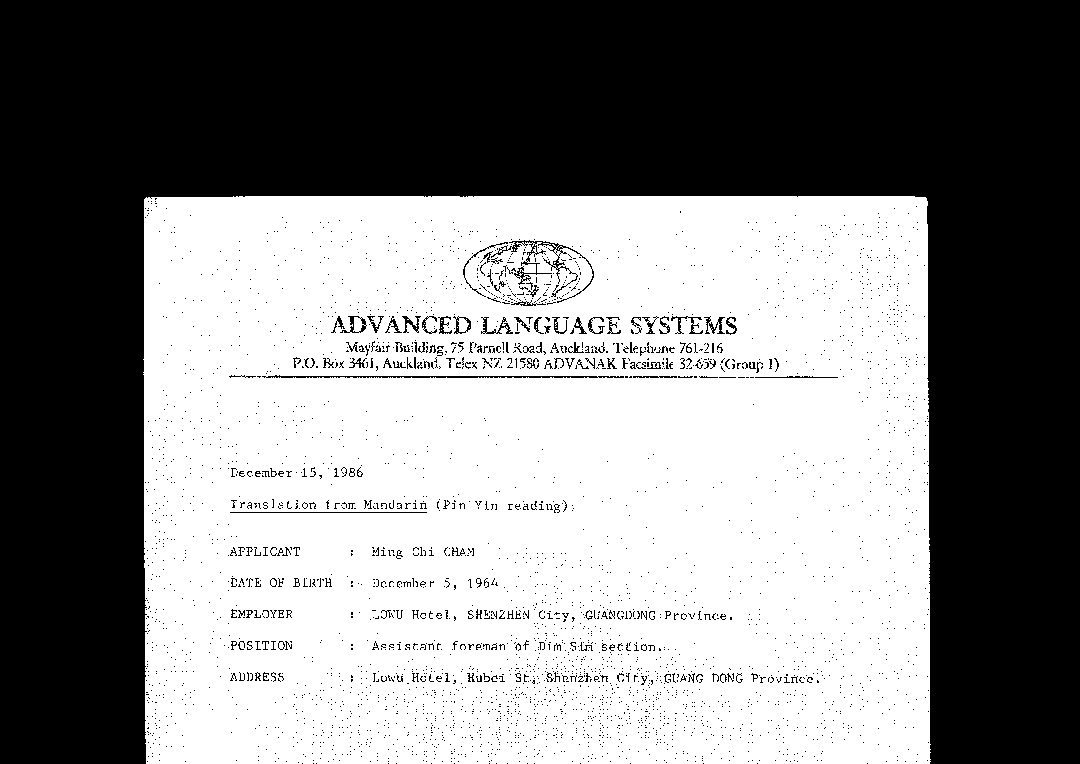 ADVANCED LANGUAGE SYSTEMS
Mayfair Building, 75 Parnell Road, Auckland. Telephone 761-216
P.O. Box 3461, Auckland, Telex NZ 21580 ADVANAK Facsimile 32-659 (Group 1)
December 15, 1986
Translation from Mandarin (Pin Yin reading).
APPLICANT : Ming Chi CHAM
DATE OF BIRTH : December 5, 1964
EMPLOYER : LOWU Hotel, SHENZHEN City, GUANGDONG Province.
POSITION : Assistant foreman of Dim Sim section.
ADDRESS : Lowu Hotel, Hubei St, Shenzhen City, GUANG DONG Province.